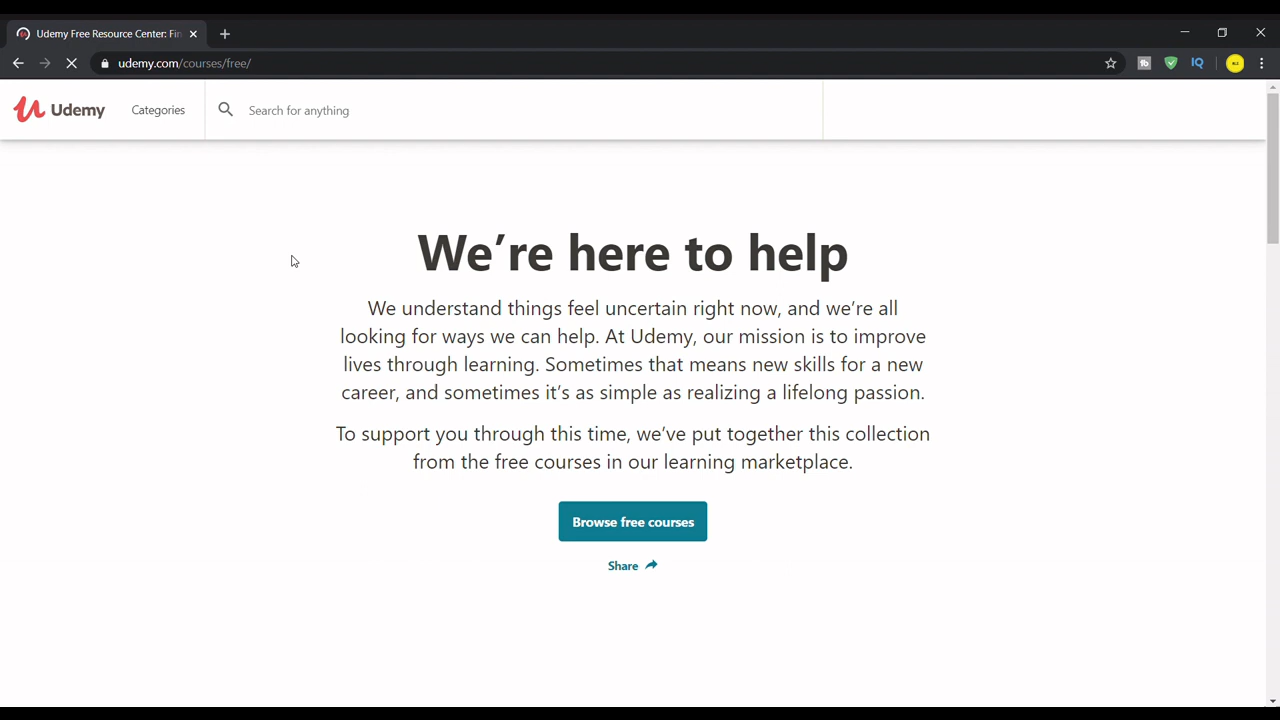 Udemy Free Resource Center: Fin
udemy.com/courses/free/
Udemy
Categories
Search for anything
We’re here to help
We understand things feel uncertain right now, and we’re all
looking for ways we can help. At Udemy, our mission is to improve
lives through learning. Sometimes that means new skills for a new
career, and sometimes it’s as simple as realizing a lifelong passion.
To support you through this time, we’ve put together this collection
from the free courses in our learning marketplace.
Browse free courses
Share